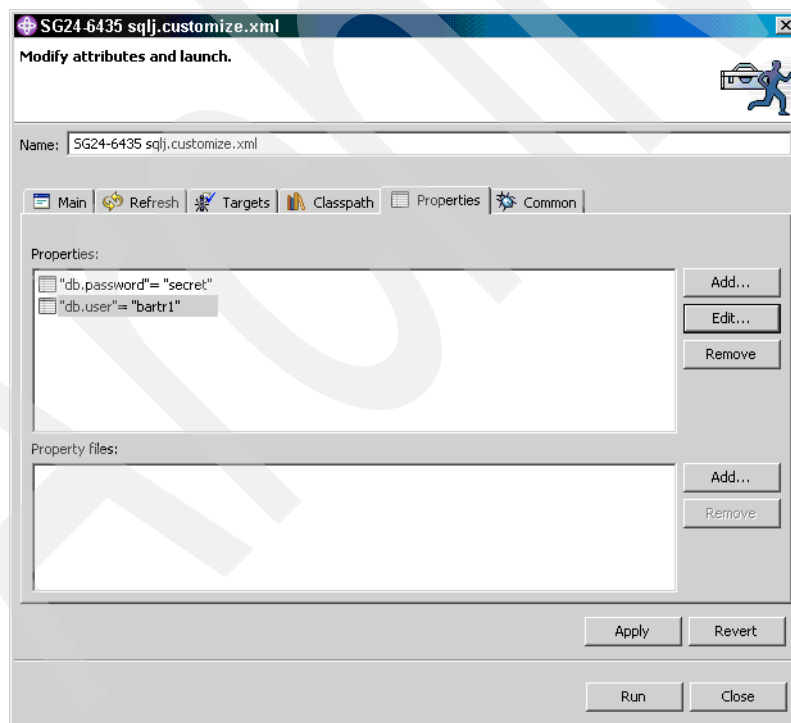 SG24-6435 sqlj.customize.xml
Modify attributes and launch.
Name: SG24-6435 sqlj.customize.xml
Main Refresh Targets Classpath Properties Common
Properties:
"db.password"= "secret"
"db.user"= "bartr1"
Add...
Edit...
Remove
Property files:
Add...
Remove
Apply Revert
Run Close